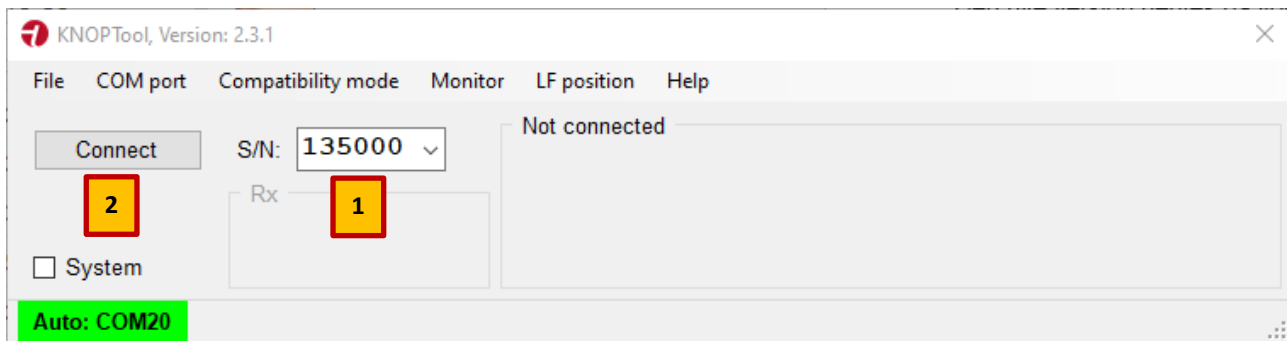 KNOPTool, Version: 2.3.1
File COM port Compatibility mode Monitor LF position Help
Connect S/N: 135000 Not connected
2 Rx 1
System
Auto: COM20